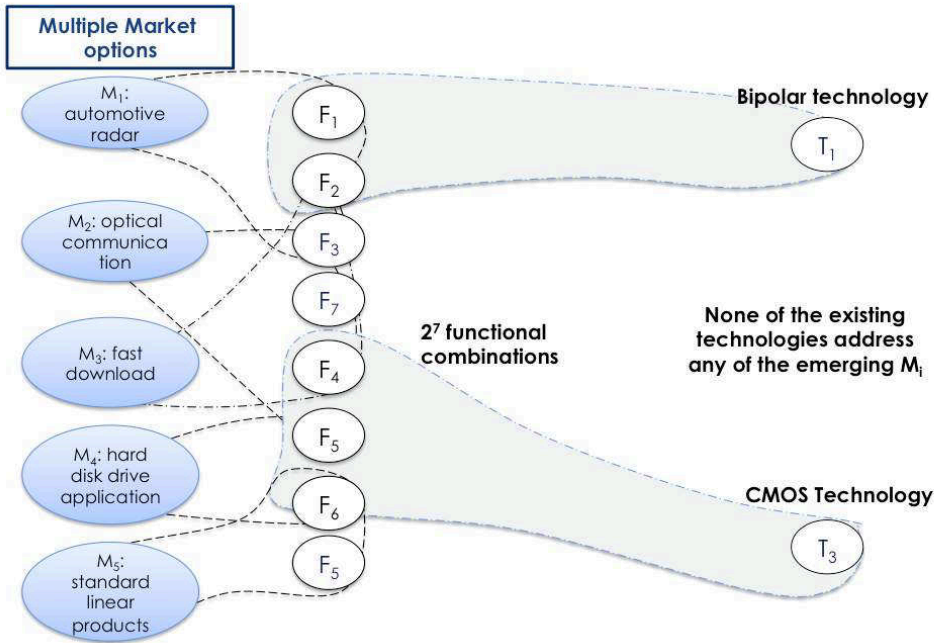 Multiple Market
options
M₁:
automotive
radar
M₂: optical
communica
tion
M₃: fast
download
M₄: hard
disk drive
application
M₅:
standard
linear
products
F₁
F₂
F₃
F₇
F₄
F₅
F₆
F₅
2⁷ functional
combinations
Bipolar technology
T₁
None of the existing
technologies address
any of the emerging Mᵢ
CMOS Technology
T₃